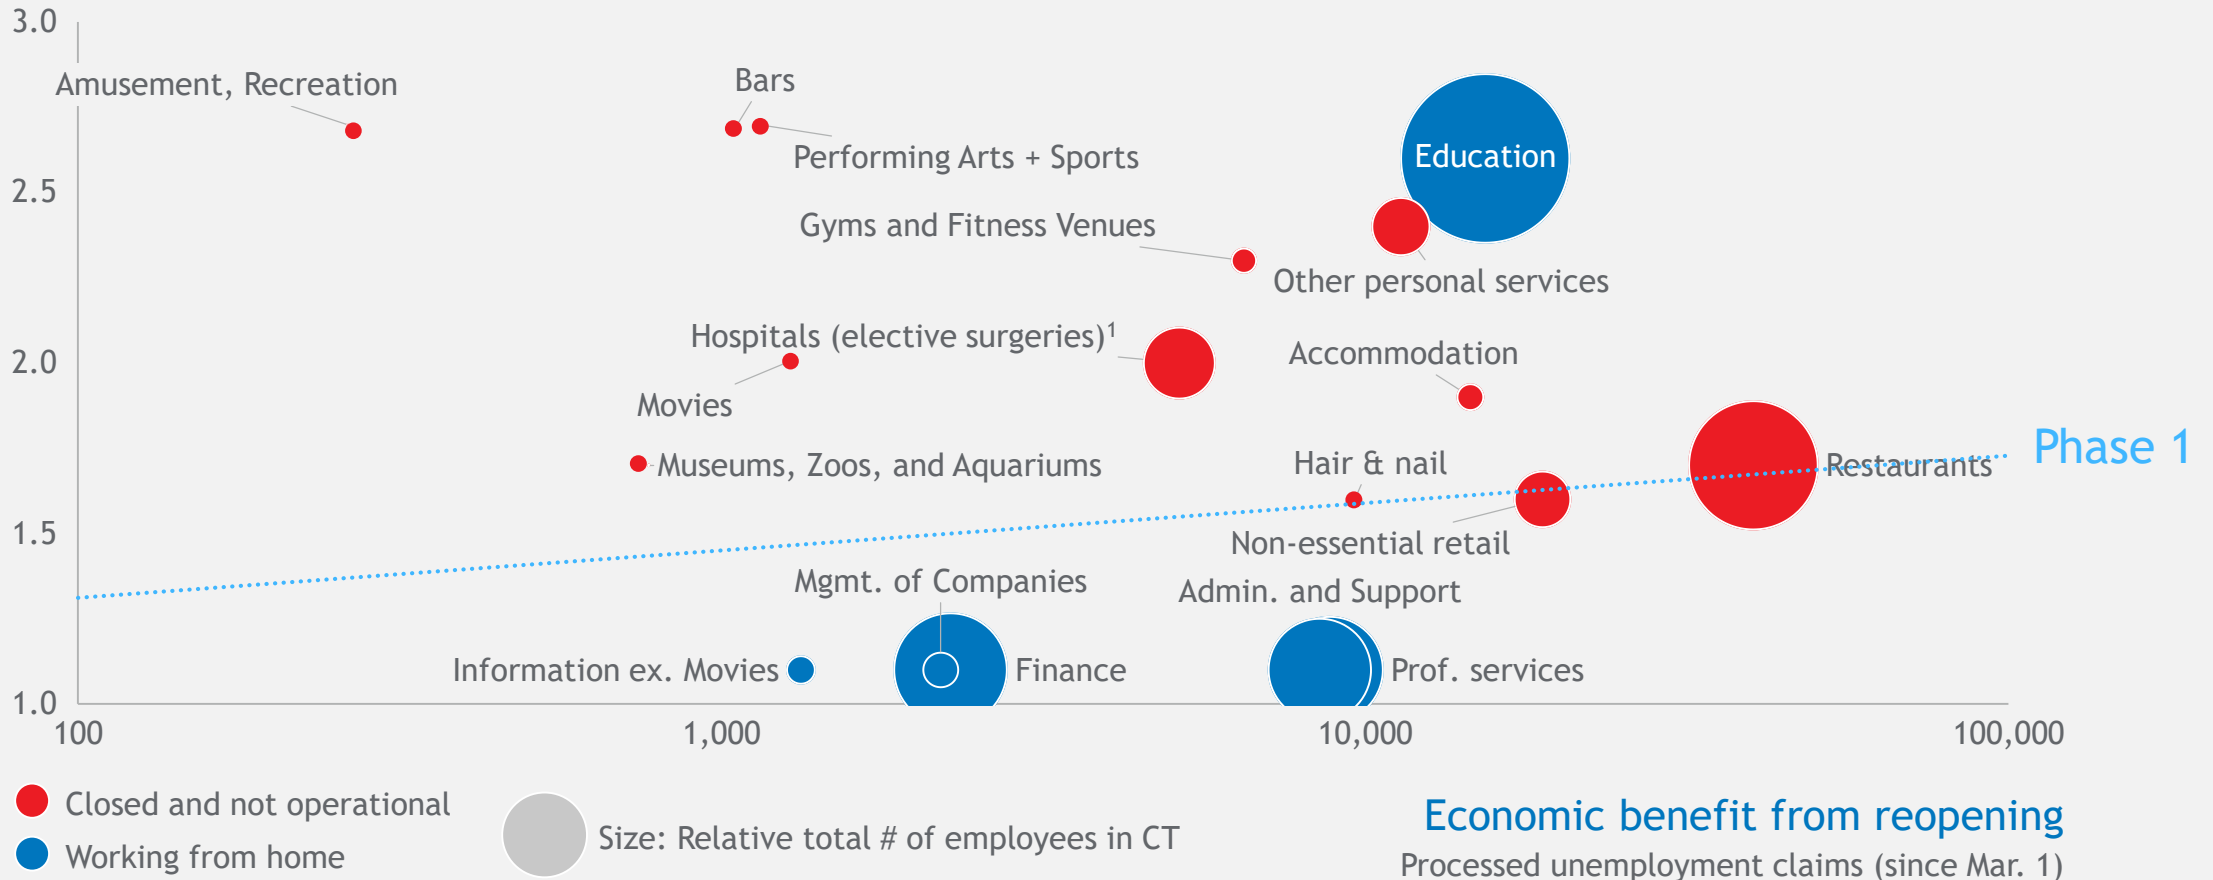 3.0
Amusement, Recreation
Bars
Performing Arts + Sports
Education
2.5
Gyms and Fitness Venues
Other personal services
Hospitals (elective surgeries)¹
Accommodation
2.0
Movies
Museums, Zoos, and Aquariums
Hair & nail
Restaurants
Phase 1
1.5
Non-essential retail
Mgmt. of Companies
Admin. and Support
Information ex. Movies
Finance
Prof. services
1.0
100
1,000
10,000
100,000
Closed and not operational
Working from home
Size: Relative total # of employees in CT
Economic benefit from reopening
Processed unemployment claims (since Mar. 1)